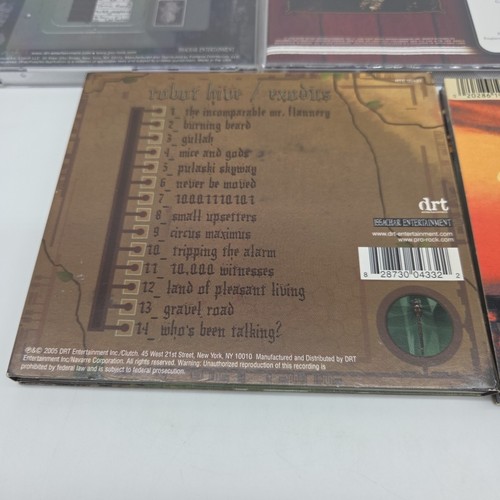 robot hive / exodus
1_ the incomparable mr. flannery
2_ burning beard
3_ gullah
4_ mice and gods
5_ pulaski skyway
6_ never be moved
7_ 10001110101
8_ small upsetters
9_ circus maximus
10_ tripping the alarm
11_ 10,000 witnesses
12_ land of pleasant living
13_ gravel road
14_ who's been talking?
drt
www.drt-entertainment.com
www.pro-rock.com
8 28730 04332 2
℗&© 2005 DRT Entertainment Inc./Clutch. 45 West 21st Street, New York, NY 10010 Manufactured and Distributed by DRT
Entertainment Inc/Navarre Corporation. All rights reserved. Warning: Unauthorized reproduction of this recording is
prohibited by federal law and is subject to federal prosecution.